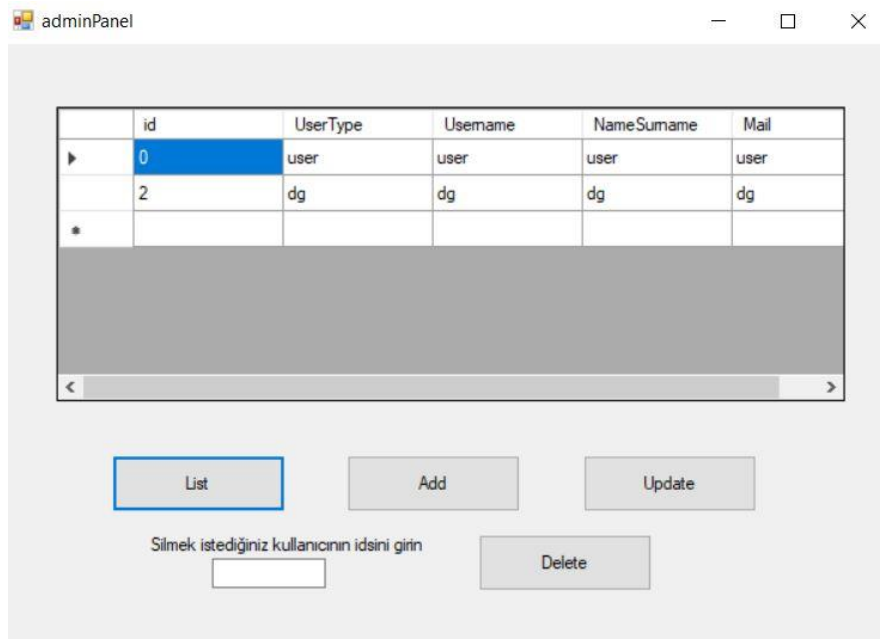 adminPanel
id UserType Username NameSurname Mail
0 user user user user
2 dg dg dg dg
List Add Update
Silmek istediğiniz kullanıcının idsini girin
Delete